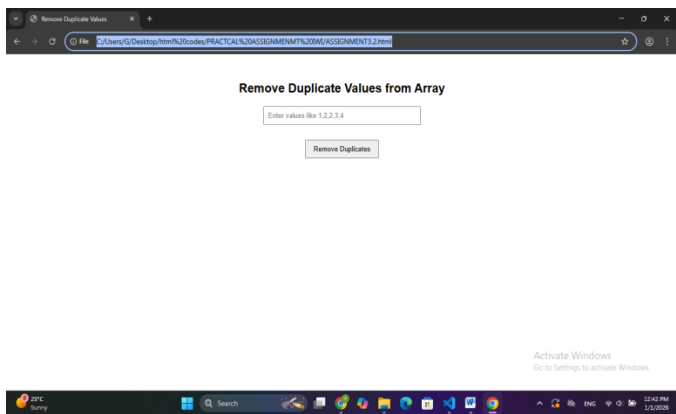 Remove Duplicate Values
File C:/Users/G/Desktop/html%20codes/PRACTCAL%20ASSIGNMENMT%20IWI/ASSIGNMENT3.2.html
Remove Duplicate Values from Array
Enter values like 1,2,2,3,4
Remove Duplicates
Activate Windows
Go to Settings to activate Windows.
25°C
Sunny
Search
ENG
12:42 PM
1/1/2026